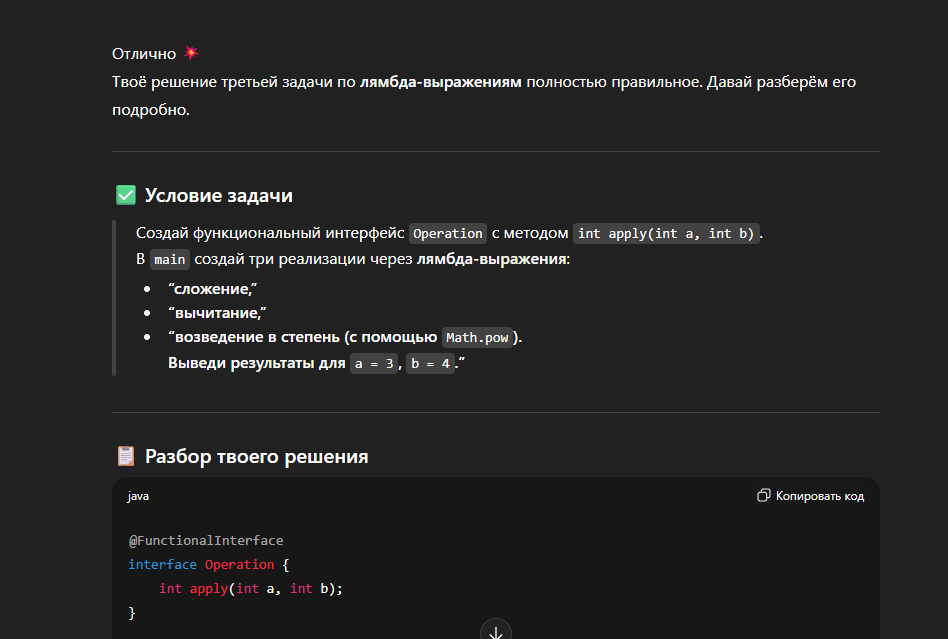 Отлично 💥
Твоё решение третьей задачи по лямбда-выражениям полностью правильное. Давай разберём его
подробно.
✅ Условие задачи
Создай функциональный интерфейс Operation с методом int apply(int a, int b).
В main создай три реализации через лямбда-выражения:
• “сложение,”
• “вычитание,”
• “возведение в степень (с помощью Math.pow).
Выведи результаты для a = 3, b = 4.”
📋 Разбор твоего решения
java
Копировать код
@FunctionalInterface
interface Operation {
    int apply(int a, int b);
}